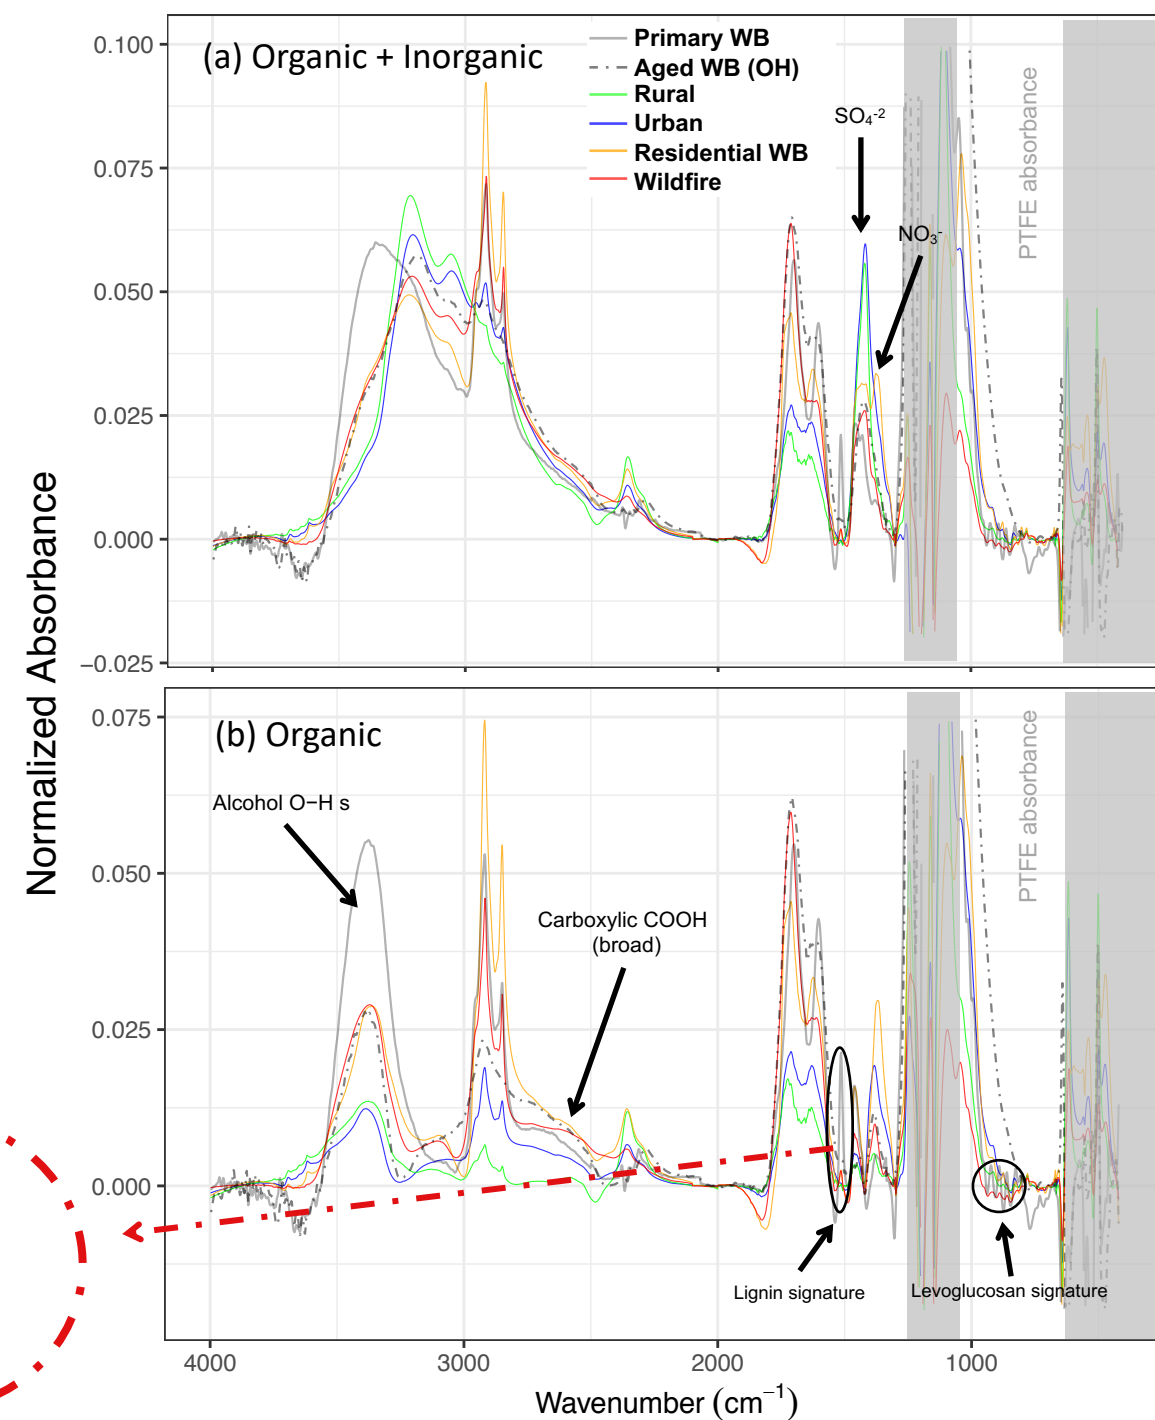 (a) Organic + Inorganic
Primary WB
Aged WB (OH)
Rural
Urban
Residential WB
Wildfire
SO₄⁻²
NO₃⁻
PTFE absorbance
0.100
0.075
0.050
0.025
0.000
−0.025
Normalized Absorbance
(b) Organic
Alcohol O−H s
Carboxylic COOH
(broad)
PTFE absorbance
Lignin signature
Levoglucosan signature
0.075
0.050
0.025
0.000
4000
3000
2000
1000
Wavenumber (cm⁻¹)